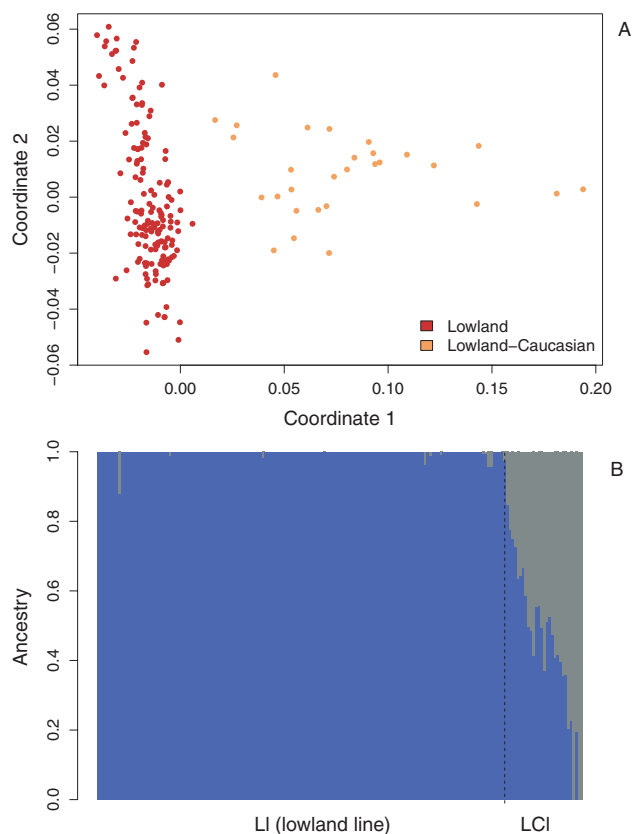 A
0.06
0.04
0.02
0.00
−0.02
−0.04
−0.06
Coordinate 2
Lowland
Lowland−Caucasian
0.00 0.05 0.10 0.15 0.20
Coordinate 1
B
1.0
0.8
0.6
0.4
0.2
0.0
Ancestry
LI (lowland line) LCI